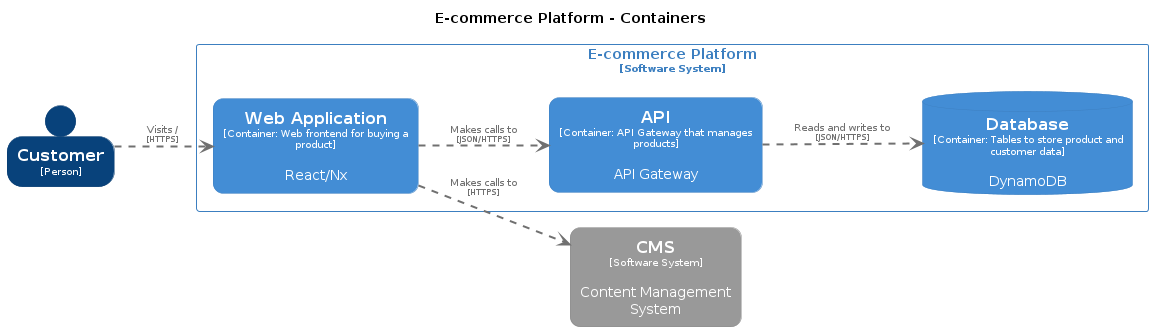 E-commerce Platform - Containers
E-commerce Platform
[Software System]
Customer
[Person]
Visits /
[HTTPS]
Web Application
[Container: Web frontend for buying a
product]
React/Nx
Makes calls to
[JSON/HTTPS]
API
[Container: API Gateway that manages
products]
API Gateway
Reads and writes to
[JSON/HTTPS]
Database
[Container: Tables to store product and
customer data]
DynamoDB
Makes calls to
[HTTPS]
CMS
[Software System]
Content Management
System